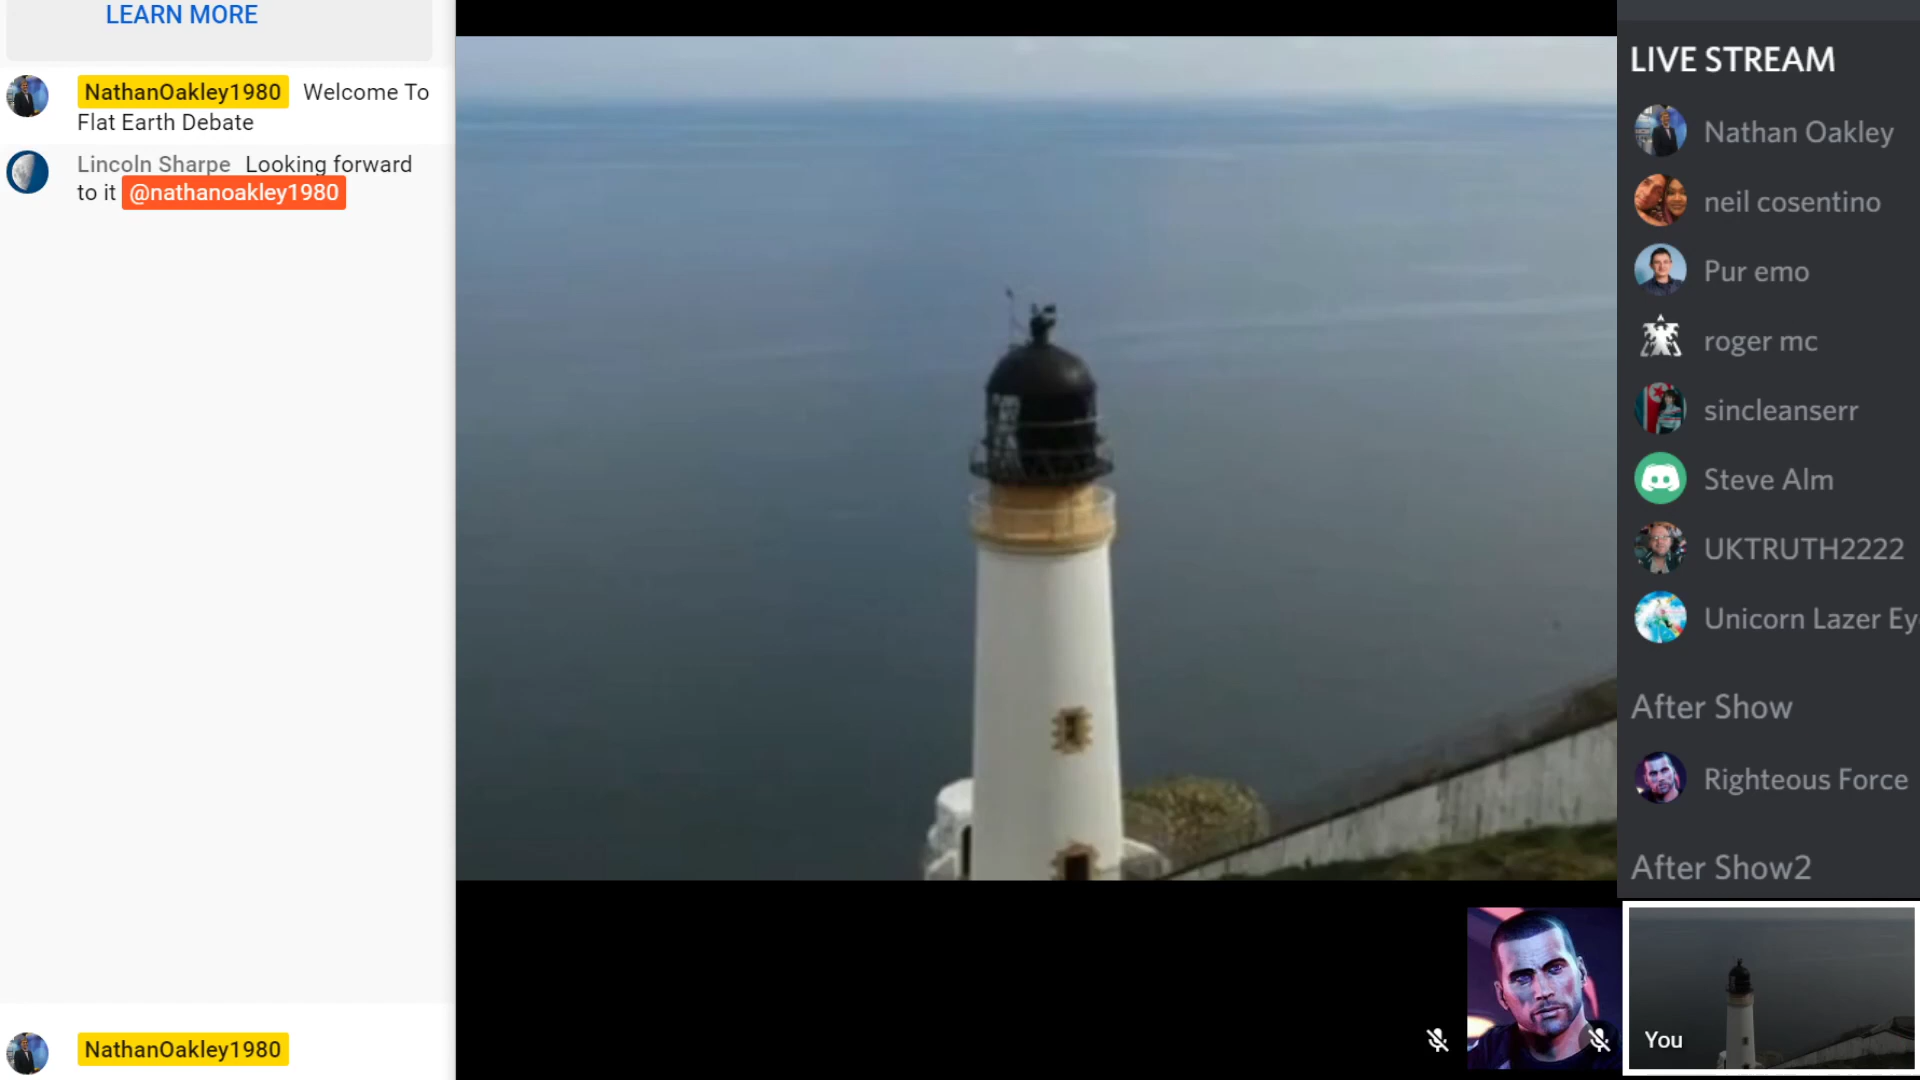 LEARN MORE
NathanOakley1980 Welcome To
Flat Earth Debate
Lincoln Sharpe Looking forward
to it @nathanoakley1980
NathanOakley1980
LIVE STREAM
Nathan Oakley
neil cosentino
Pur emo
roger mc
sincleanserr
Steve Alm
UKTRUTH2222
Unicorn Lazer Ey
After Show
Righteous Force
After Show2
You